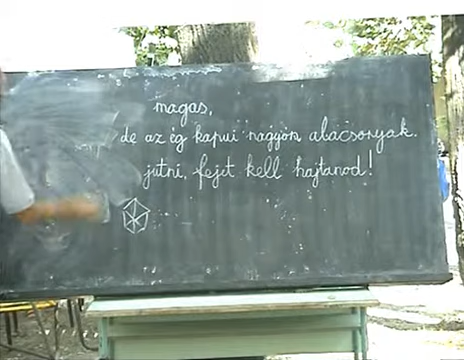 magas,
de az ég kapui nagyon alacsonyak.
jutni, fejet kell hajtanod!